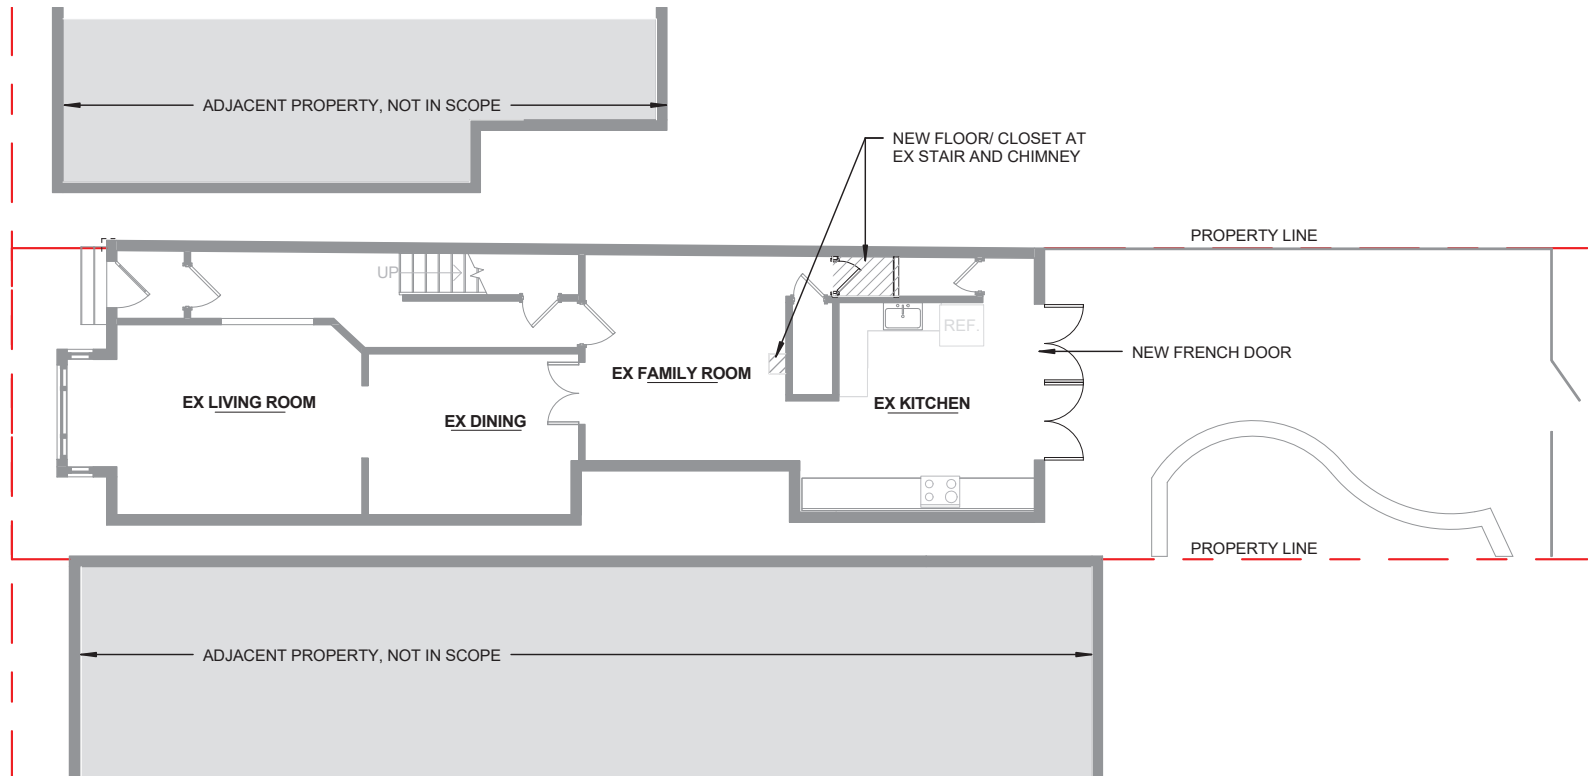 ADJACENT PROPERTY, NOT IN SCOPE
NEW FLOOR/ CLOSET AT
EX STAIR AND CHIMNEY
PROPERTY LINE
UP
REF.
NEW FRENCH DOOR
EX FAMILY ROOM
EX LIVING ROOM
EX KITCHEN
EX DINING
PROPERTY LINE
ADJACENT PROPERTY, NOT IN SCOPE